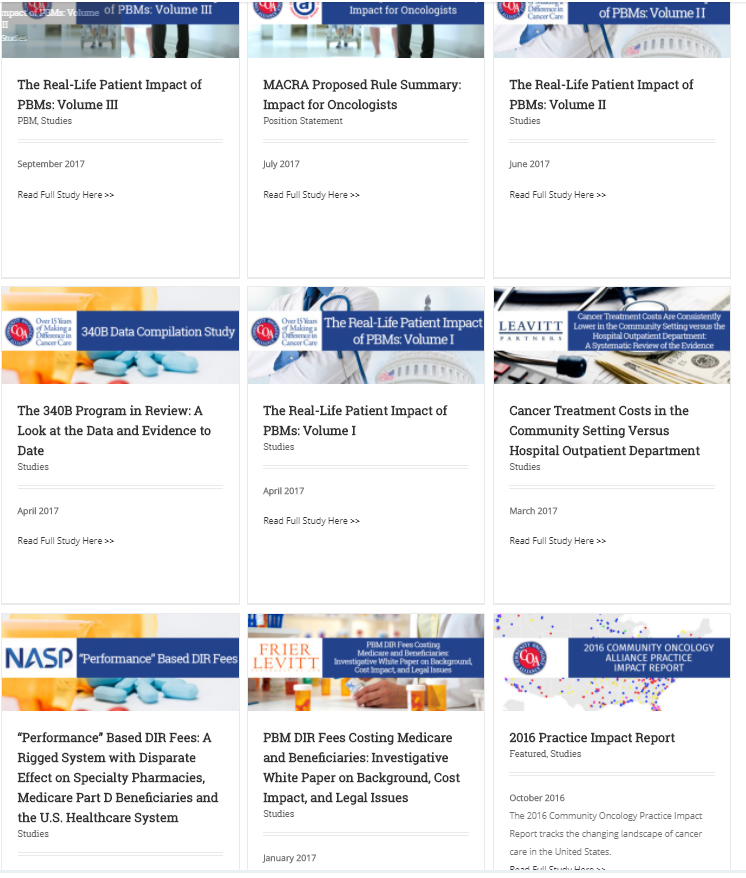 Impact of PBMs: Volume
II
Studies
of PBMs: Volume III
The Real-Life Patient Impact of
PBMs: Volume III
PBM, Studies
September 2017
Read Full Study Here >>
Impact for Oncologists
MACRA Proposed Rule Summary:
Impact for Oncologists
Position Statement
July 2017
Read Full Study Here >>
Making a
Difference in
Cancer Care
of PBMs: Volume II
The Real-Life Patient Impact of
PBMs: Volume II
Studies
June 2017
Read Full Study Here >>
COA
Over 15 Years
of Making a
Difference in
Cancer Care
340B Data Compilation Study
The 340B Program in Review: A
Look at the Data and Evidence to
Date
Studies
April 2017
Read Full Study Here >>
COA
Over 15 Years
of Making a
Difference in
Cancer Care
The Real-Life Patient Impact
of PBMs: Volume I
The Real-Life Patient Impact of
PBMs: Volume I
Studies
April 2017
Read Full Study Here >>
LEAVITT
PARTNERS
Cancer Treatment Costs Are Consistently
Lower in the Community Setting versus the
Hospital Outpatient Department:
A Systematic Review of the Evidence
Cancer Treatment Costs in the
Community Setting Versus
Hospital Outpatient Department
Studies
March 2017
Read Full Study Here >>
NASP
“Performance” Based DIR Fees
“Performance” Based DIR Fees: A
Rigged System with Disparate
Effect on Specialty Pharmacies,
Medicare Part D Beneficiaries and
the U.S. Healthcare System
Studies
FRIER
LEVITT
PBM DIR Fees Costing
Medicare and Beneficiaries:
Investigative White Paper on Background,
Cost Impact, and Legal Issues
PBM DIR Fees Costing Medicare
and Beneficiaries: Investigative
White Paper on Background, Cost
Impact, and Legal Issues
Studies
January 2017
COA
2016 COMMUNITY ONCOLOGY
ALLIANCE PRACTICE
IMPACT REPORT
2016 Practice Impact Report
Featured, Studies
October 2016
The 2016 Community Oncology Practice Impact
Report tracks the changing landscape of cancer
care in the United States.
Read Full Study Here >>